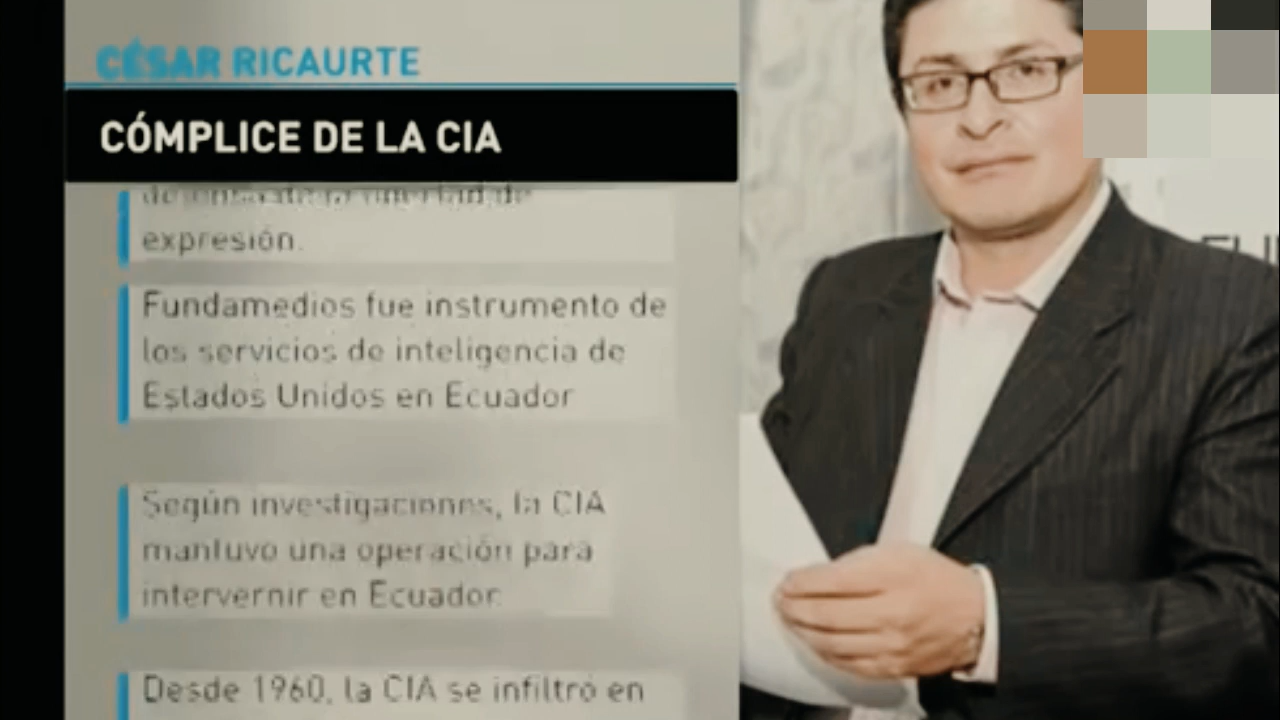 CÉSAR RICAURTE
CÓMPLICE DE LA CIA
expresión.
Fundamedios fue instrumento de
los servicios de inteligencia de
Estados Unidos en Ecuador
Según investigaciones, la CIA
mantuvo una operación para
intervernir en Ecuador.
Desde 1960, la CIA se infiltró en